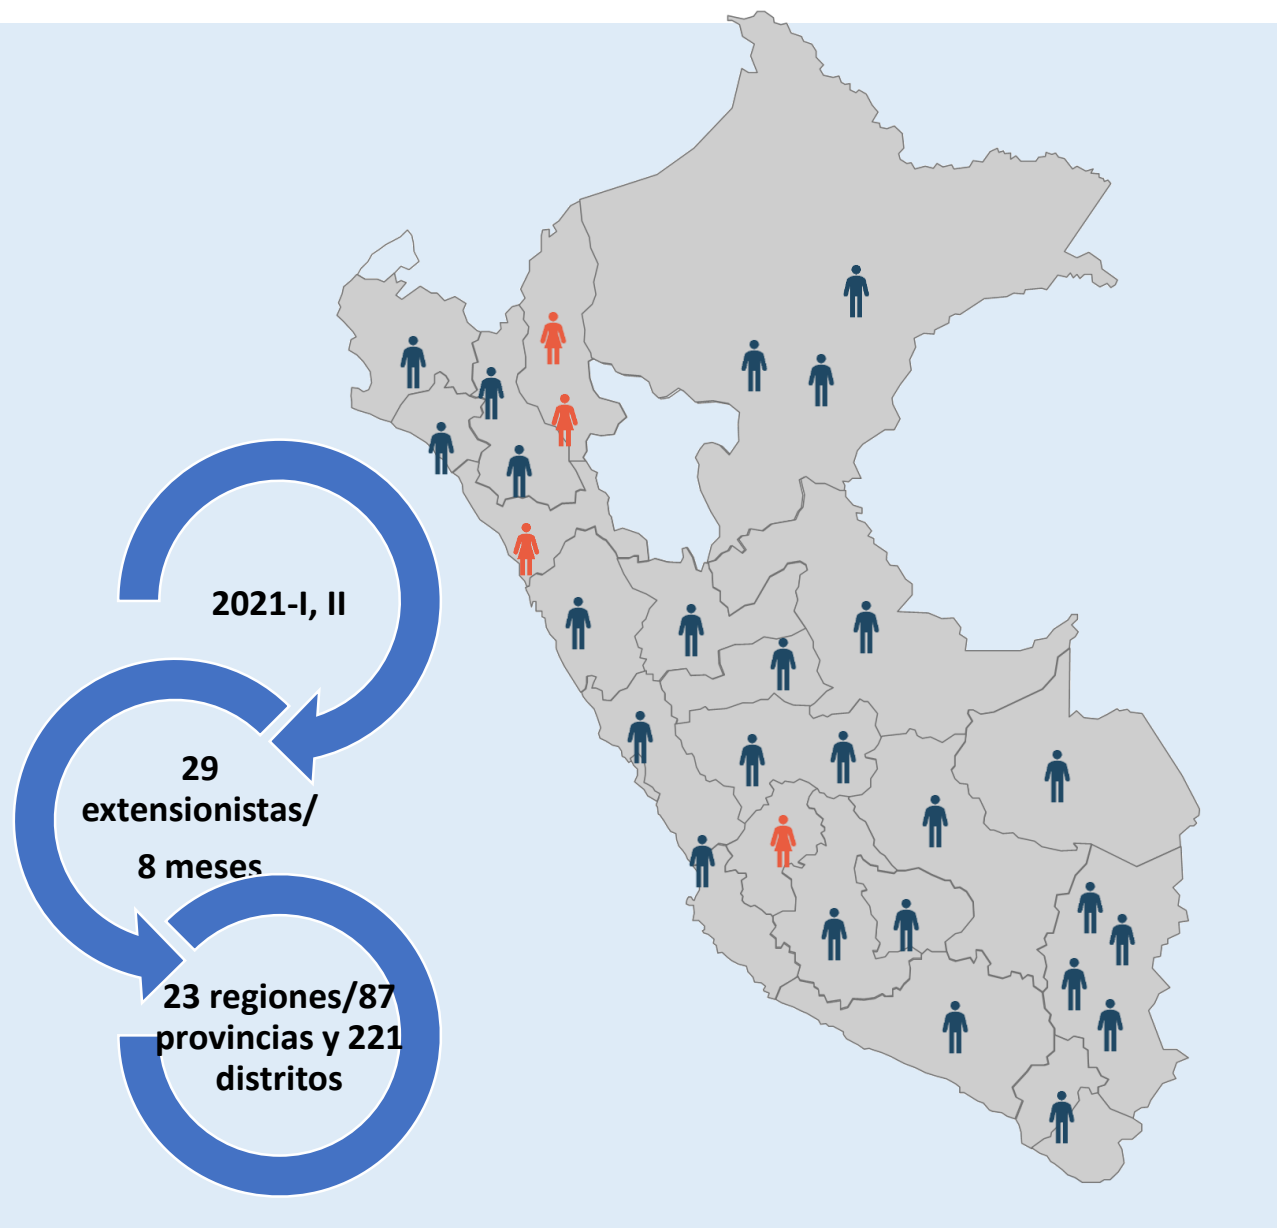 2021-I, II
29
extensionistas/
8 meses
23 regiones/87
provincias y 221
distritos